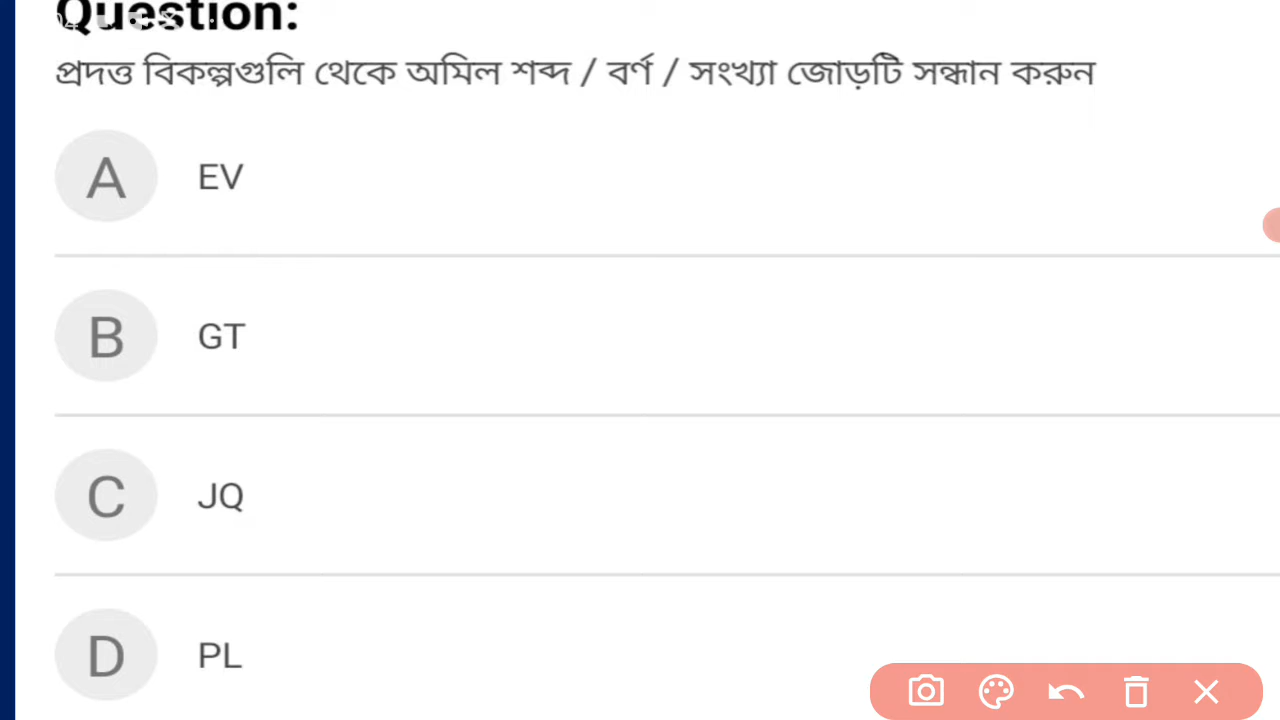 Question:
প্রদত্ত বিকল্পগুলি থেকে অমিল শব্দ / বর্ণ / সংখ্যা জোড়টি সন্ধান করুন
A EV
B GT
C JQ
D PL